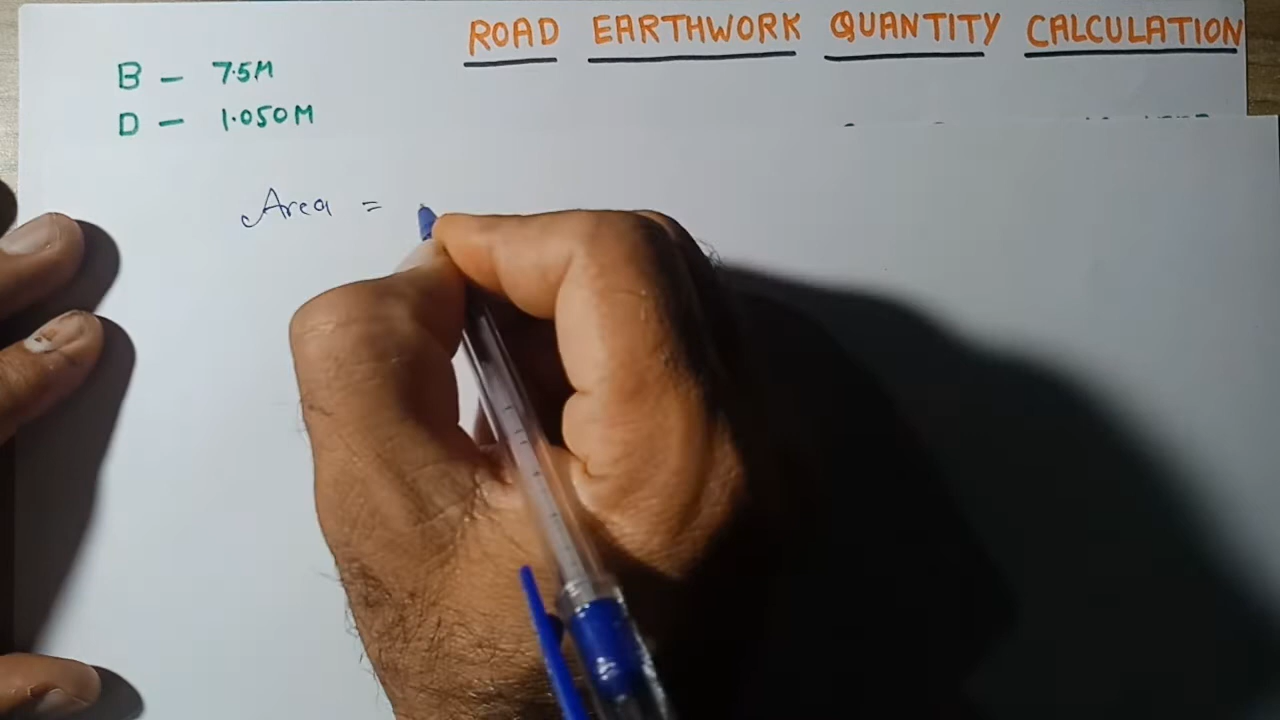 ROAD EARTHWORK QUANTITY CALCULATION
B - 7.5M
D - 1.050M
Area =